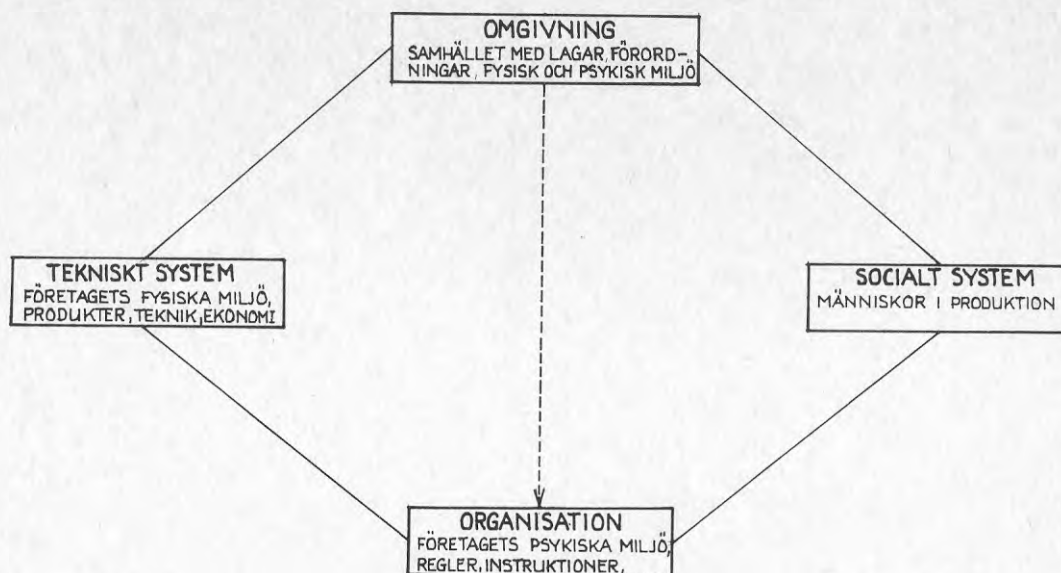 OMGIVNING
SAMHÄLLET MED LAGAR, FÖRORD-
NINGAR, FYSISK OCH PSYKISK MILJÖ
TEKNISKT SYSTEM
FÖRETAGETS FYSISKA MILJÖ,
PRODUKTER, TEKNIK, EKONOMI
SOCIALT SYSTEM
MÄNNISKOR I PRODUKTION
ORGANISATION
FÖRETAGETS PSYKISKA MILJÖ,
REGLER, INSTRUKTIONER,